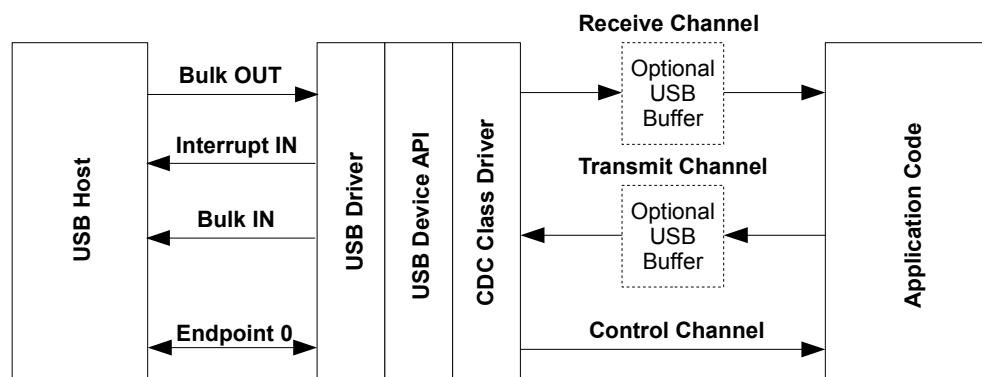 Receive Channel
Bulk OUT
Optional
USB
Buffer
Interrupt IN
Transmit Channel
Bulk IN
Optional
USB
Buffer
Endpoint 0
Control Channel
USB Host
USB Driver
USB Device API
CDC Class Driver
Application Code